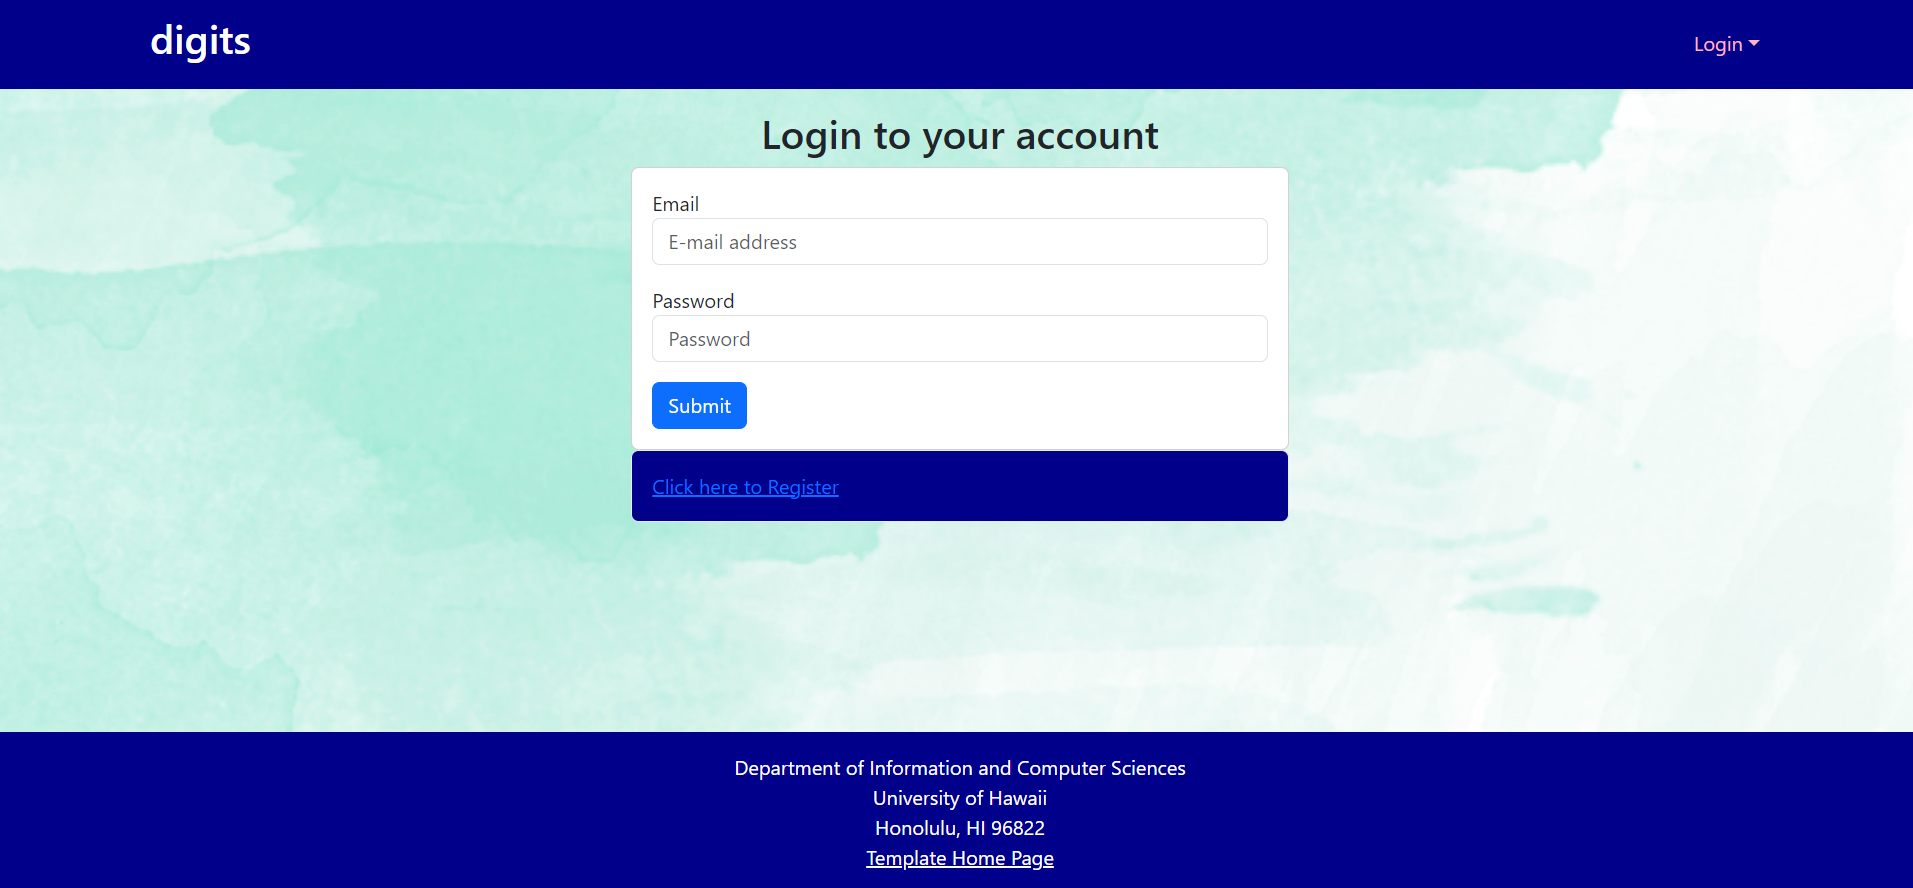 digits
Login
Login to your account
Email
E-mail address
Password
Password
Submit
Click here to Register
Department of Information and Computer Sciences
University of Hawaii
Honolulu, HI 96822
Template Home Page